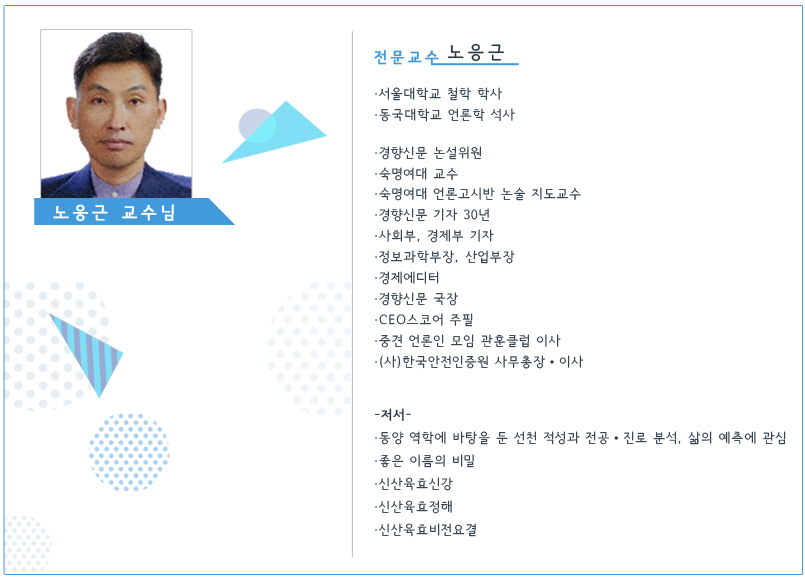 노응근 교수님
전문교수 노응근
·서울대학교 철학 학사
·동국대학교 언론학 석사
·경향신문 논설위원
·숙명여대 교수
·숙명여대 언론고시반 논술 지도교수
·경향신문 기자 30년
·사회부, 경제부 기자
·정보과학부장, 산업부장
·경제에디터
·경향신문 국장
·CEO스코어 주필
·중견 언론인 모임 관훈클럽 이사
·(사)한국안전인증원 사무총장•이사
-저서-
·동양 역학에 바탕을 둔 선천 적성과 전공•진로 분석, 삶의 예측에 관심
·좋은 이름의 비밀
·신산육효신강
·신산육효정해
·신산육효비전요결